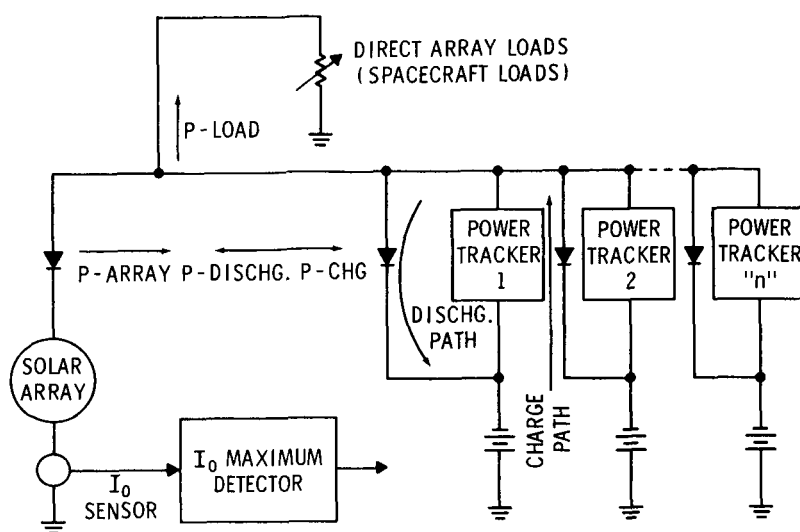 DIRECT ARRAY LOADS
(SPACECRAFT LOADS)
P-LOAD
P-ARRAY P-DISCHG. P-CHG
DISCHG.
PATH
POWER
TRACKER
1
CHARGE
PATH
POWER
TRACKER
2
POWER
TRACKER
"n"
SOLAR
ARRAY
I0
SENSOR
I0 MAXIMUM
DETECTOR